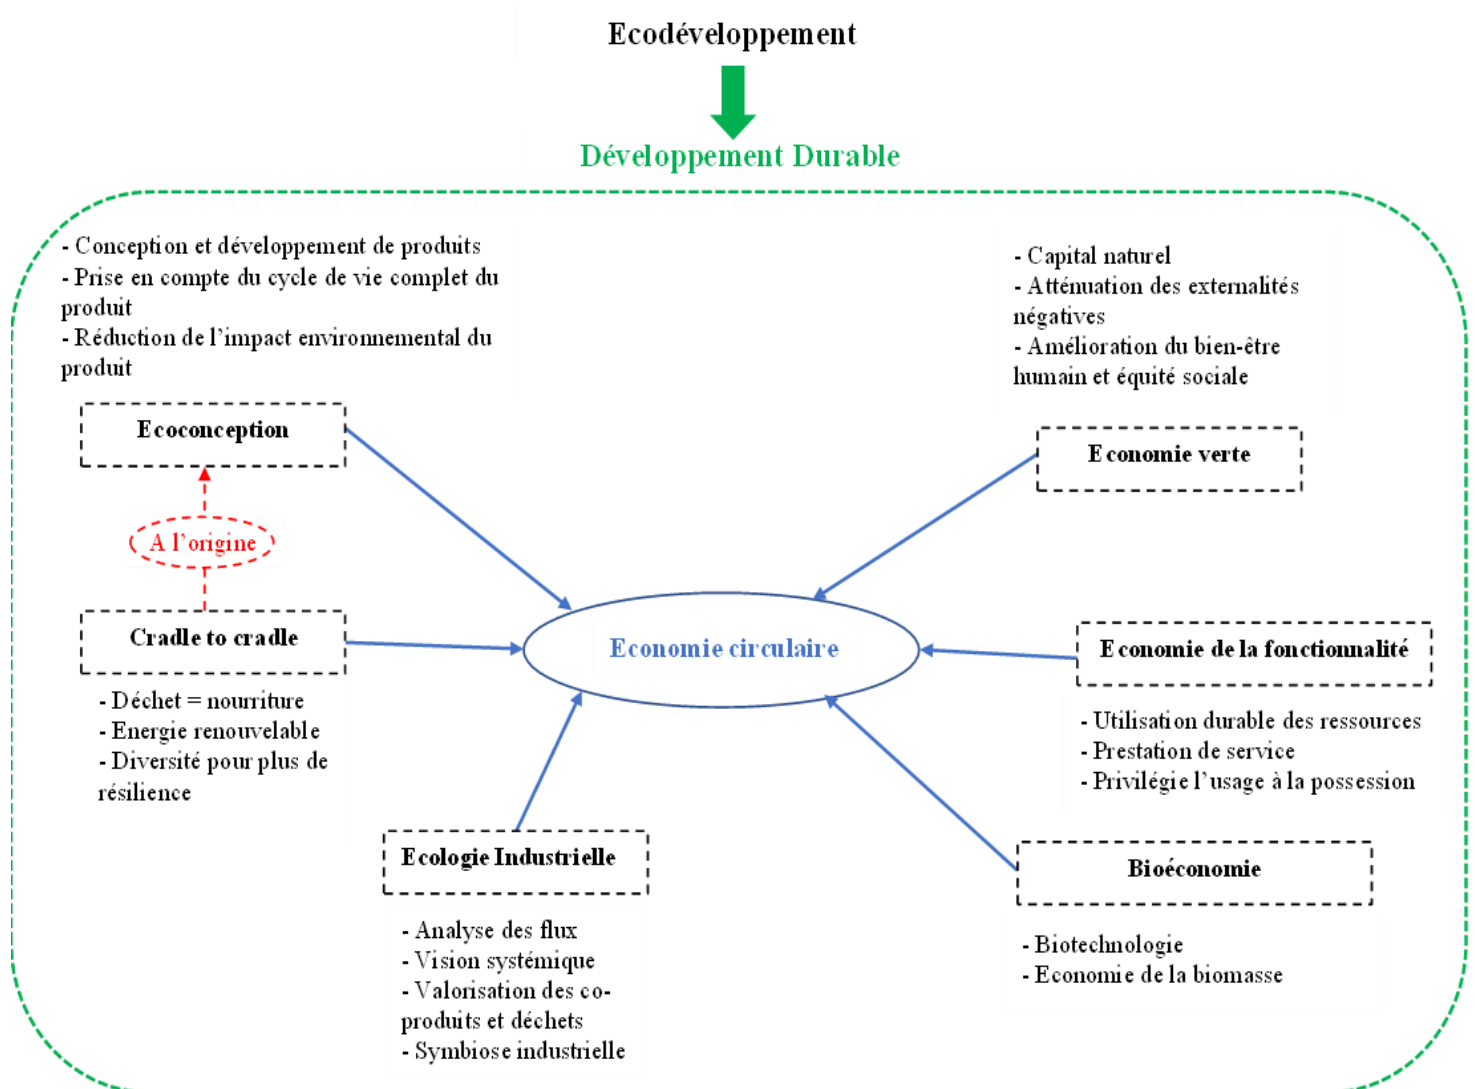 Ecodéveloppement
Développement Durable
- Conception et développement de produits
- Prise en compte du cycle de vie complet du
produit
- Réduction de l’impact environnemental du
produit
Ecoconception
A l’origine
Cradle to cradle
- Déchet = nourriture
- Energie renouvelable
- Diversité pour plus de
résilience
- Capital naturel
- Atténuation des externalités
négatives
- Amélioration du bien-être
humain et équité sociale
Economie verte
Economie circulaire
Economie de la fonctionnalité
- Utilisation durable des ressources
- Prestation de service
- Privilégie l’usage à la possession
Ecologie Industrielle
- Analyse des flux
- Vision systémique
- Valorisation des co-
produits et déchets
- Symbiose industrielle
Bioéconomie
- Biotechnologie
- Economie de la biomasse